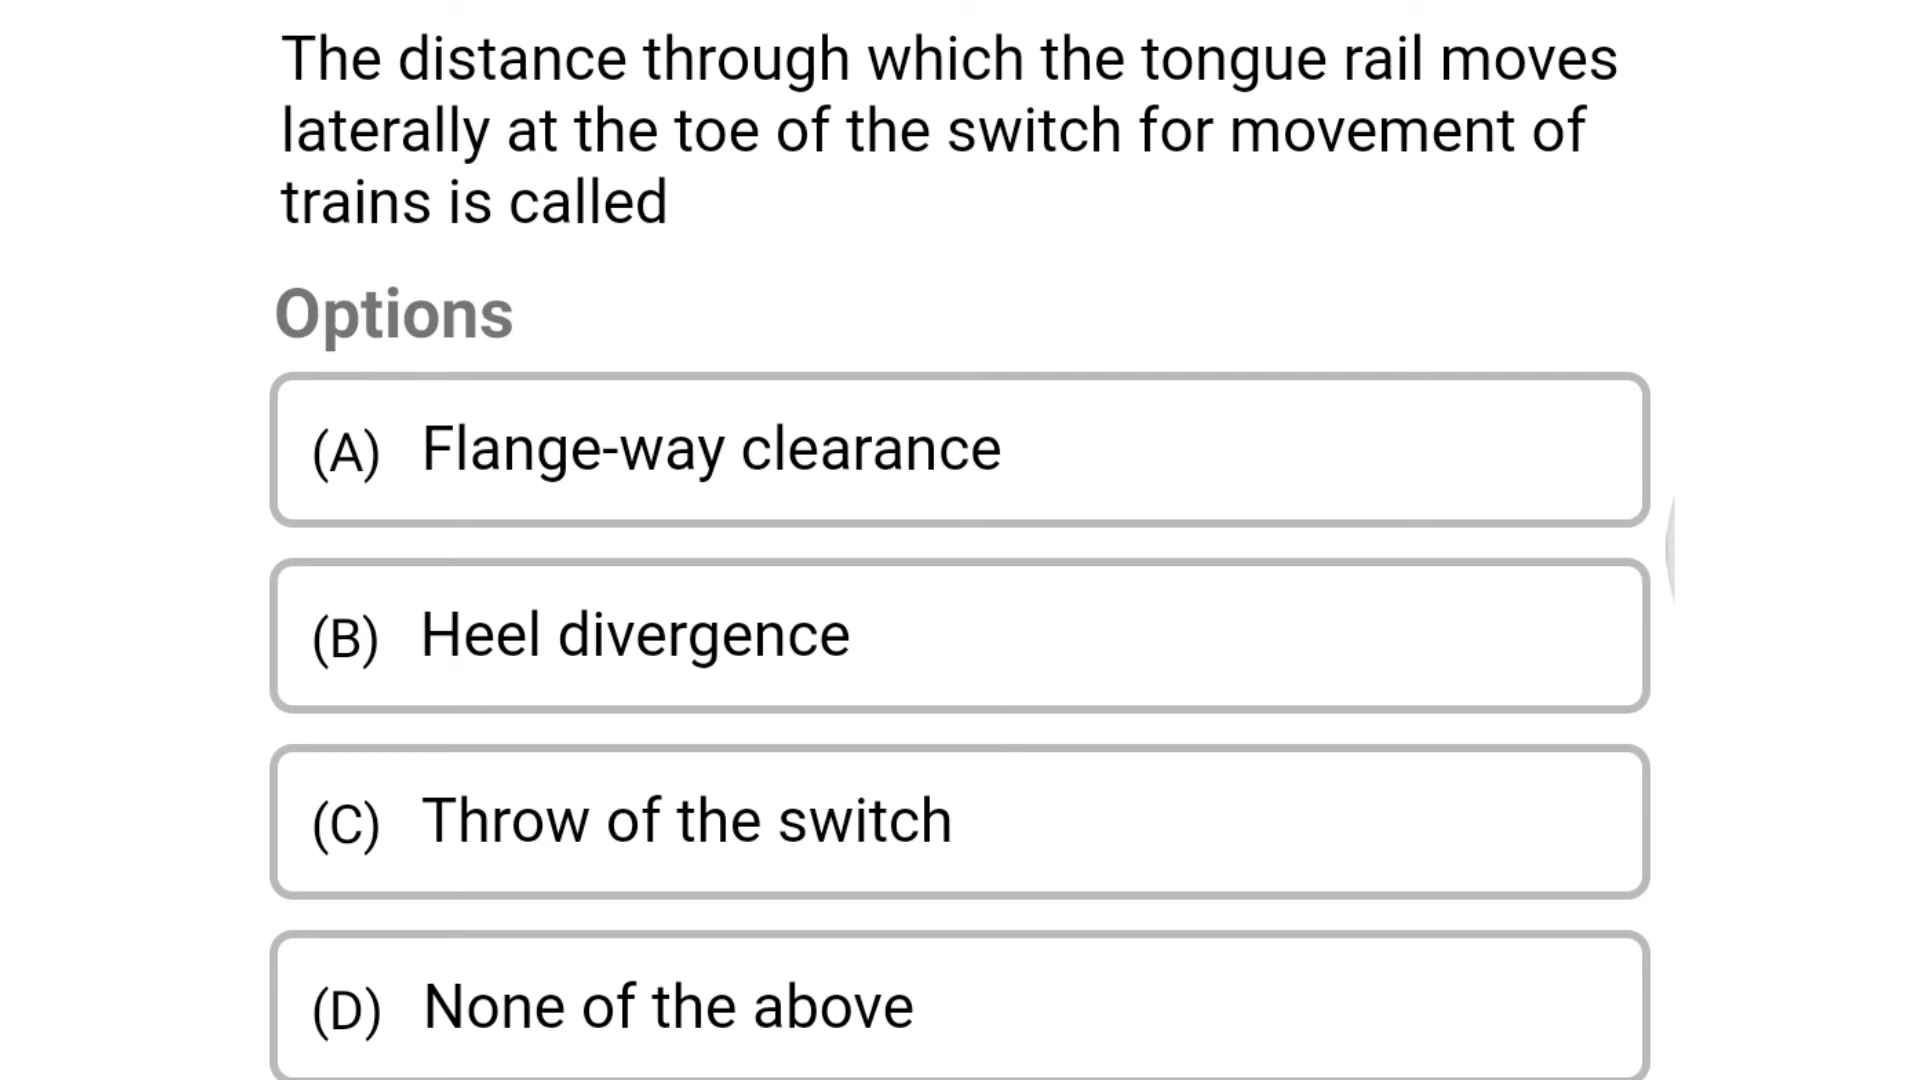 The distance through which the tongue rail moves
laterally at the toe of the switch for movement of
trains is called
Options
(A) Flange-way clearance
(B) Heel divergence
(C) Throw of the switch
(D) None of the above